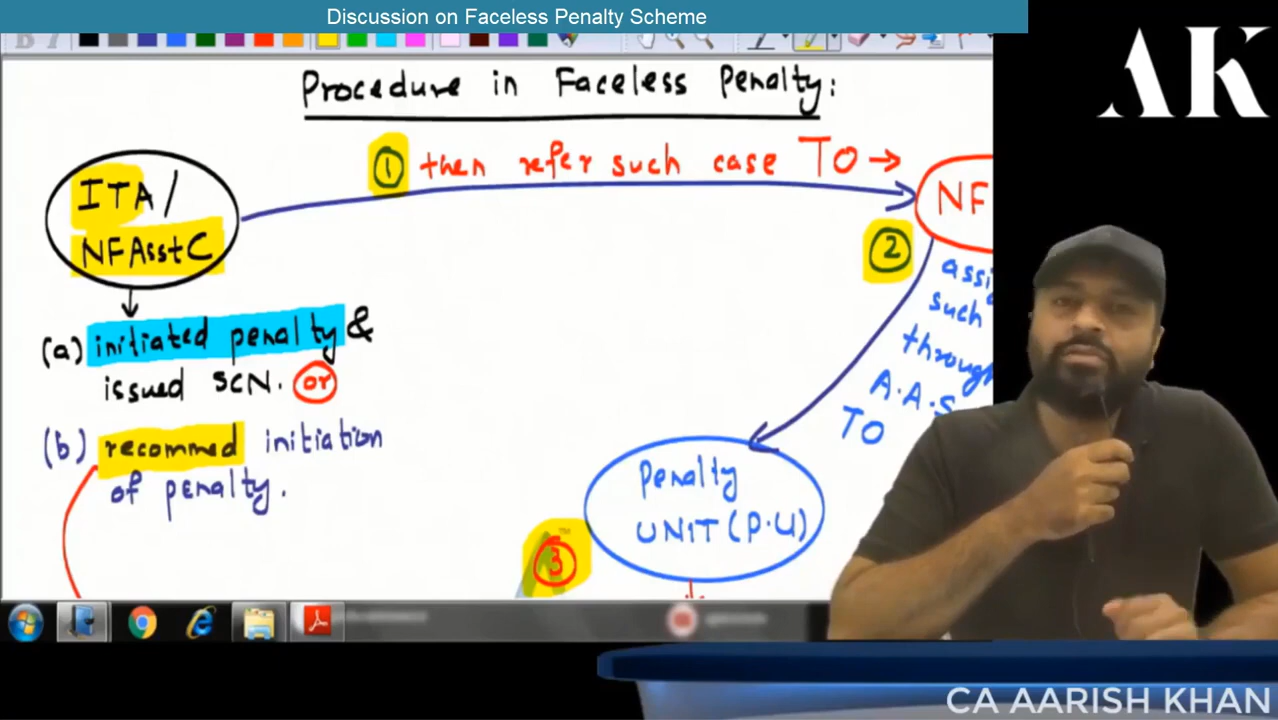 Discussion on Faceless Penalty Scheme
AK
Procedure in Faceless Penalty:
① then refer such case TO →
ITA /
NFAsstC
NF
②
(a) initiated penalty &
issued SCN. or
(b) recommed initiation
of penalty.
assi
such
through
A.A.S
TO
Penalty
UNIT (P.U)
③
CA AARISH KHAN